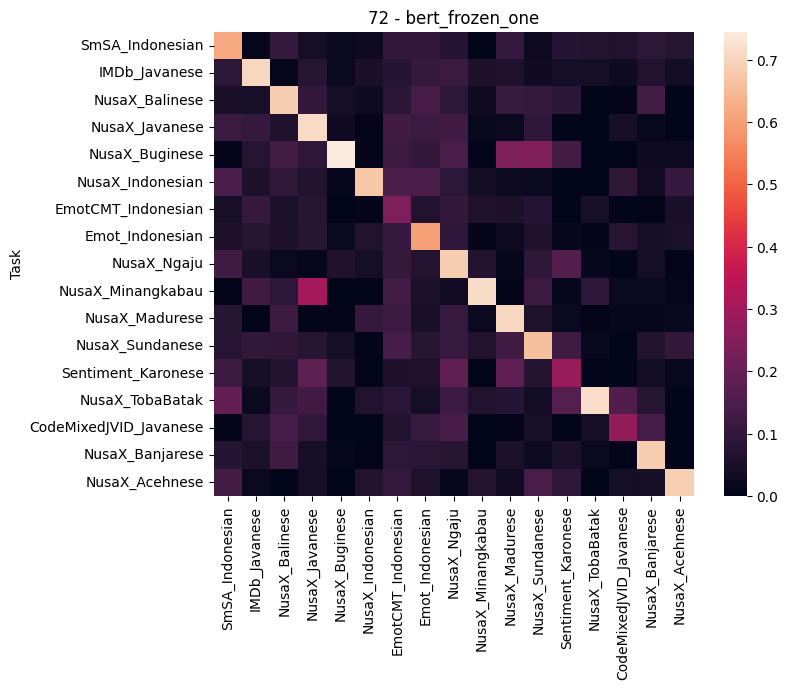 72 - bert_frozen_one
Task
SmSA_Indonesian
IMDb_Javanese
NusaX_Balinese
NusaX_Javanese
NusaX_Buginese
NusaX_Indonesian
EmotCMT_Indonesian
Emot_Indonesian
NusaX_Ngaju
NusaX_Minangkabau
NusaX_Madurese
NusaX_Sundanese
Sentiment_Karonese
NusaX_TobaBatak
CodeMixedJVID_Javanese
NusaX_Banjarese
NusaX_Acehnese
SmSA_Indonesian
IMDb_Javanese
NusaX_Balinese
NusaX_Javanese
NusaX_Buginese
NusaX_Indonesian
EmotCMT_Indonesian
Emot_Indonesian
NusaX_Ngaju
NusaX_Minangkabau
NusaX_Madurese
NusaX_Sundanese
Sentiment_Karonese
NusaX_TobaBatak
CodeMixedJVID_Javanese
NusaX_Banjarese
NusaX_Acehnese
0.7
0.6
0.5
0.4
0.3
0.2
0.1
0.0